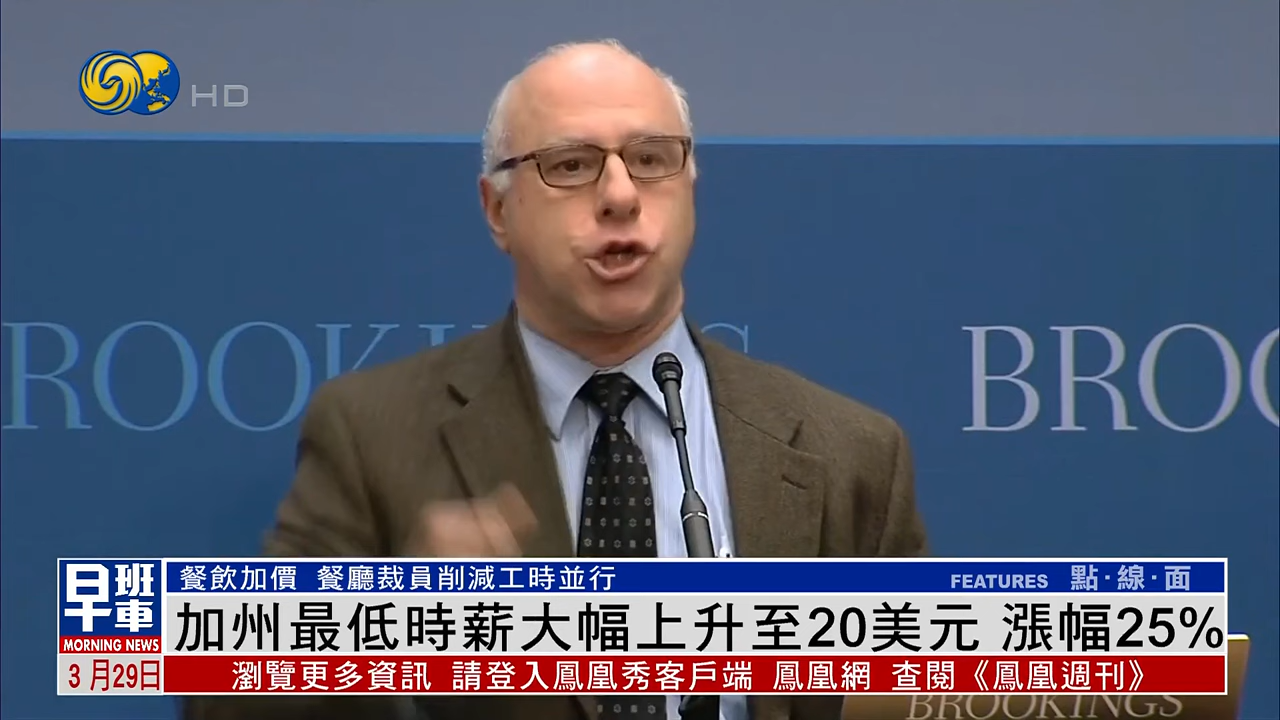 HD
BROOKINGS
BROO
早班車
MORNING NEWS
餐飲加價 餐廳裁員削減工時並行
FEATURES 點·線·面
加州最低時薪大幅上升至20美元 漲幅25%
3月29日
瀏覽更多資訊 請登入鳳凰秀客戶端 鳳凰網 查閱《鳳凰週刊》
BROOKINGS